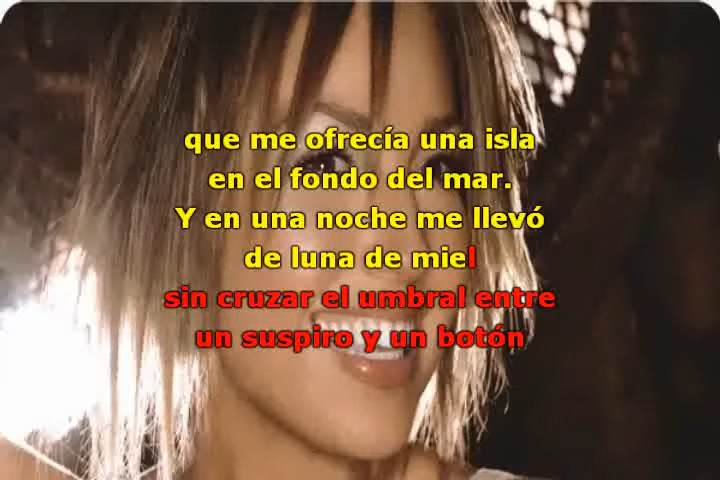 que me ofrecía una isla
en el fondo del mar.
Y en una noche me llevó
de luna de miel
sin cruzar el umbral entre
un suspiro y un botón